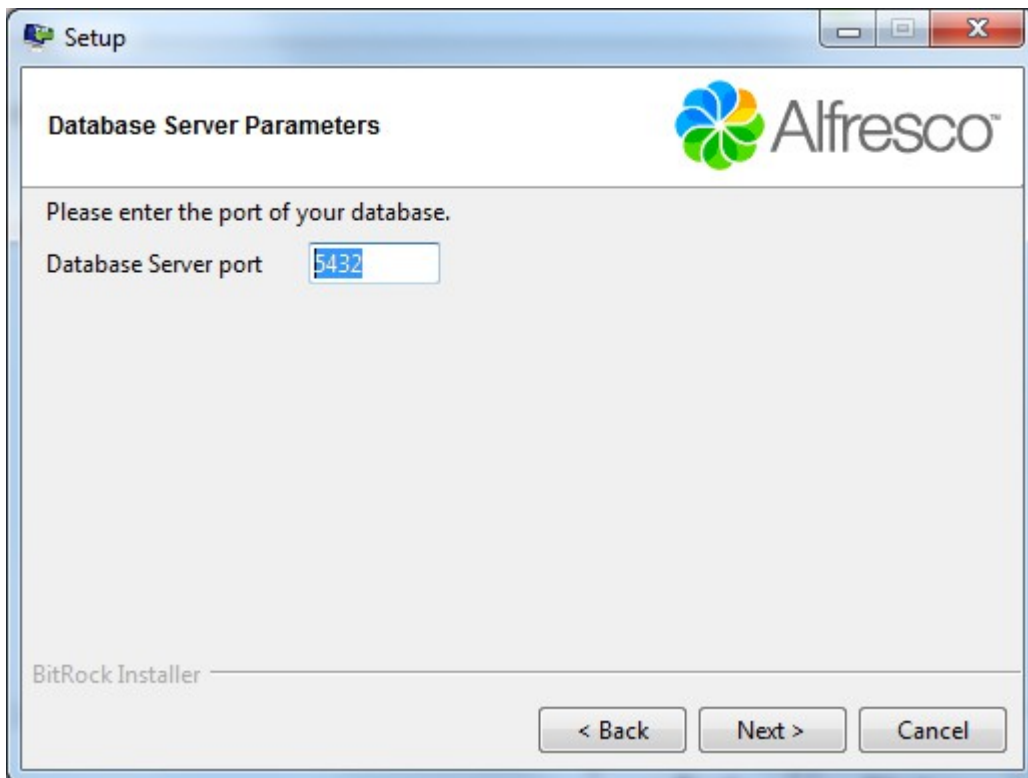 Setup
Database Server Parameters
Alfresco™
Please enter the port of your database.
Database Server port 5432
BitRock Installer
< Back Next > Cancel